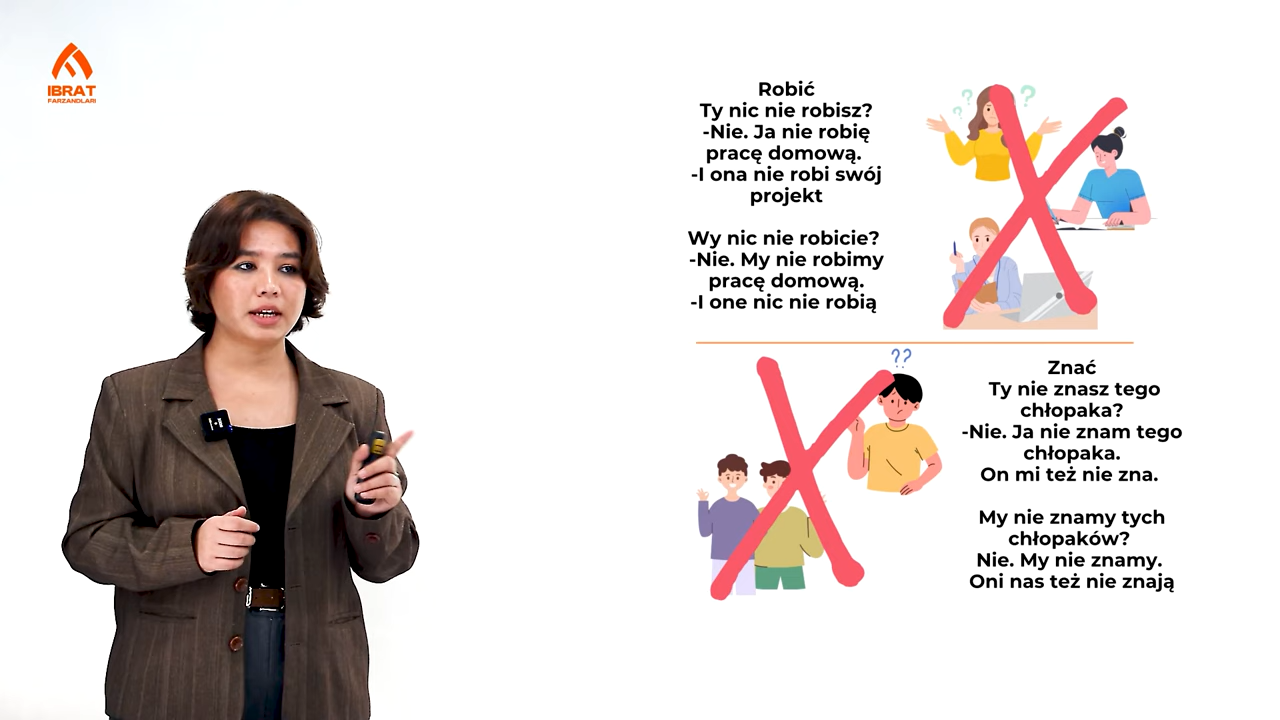 IBRAT
FARZANDLARI
Robić
Ty nic nie robisz?
-Nie. Ja nie robię
pracę domową.
-I ona nie robi swój
projekt
Wy nic nie robicie?
-Nie. My nie robimy
pracę domową.
-I one nic nie robią
??
Znać
Ty nie znasz tego
chłopaka?
-Nie. Ja nie znam tego
chłopaka.
On mi też nie zna.
My nie znamy tych
chłopaków?
Nie. My nie znamy.
Oni nas też nie znają